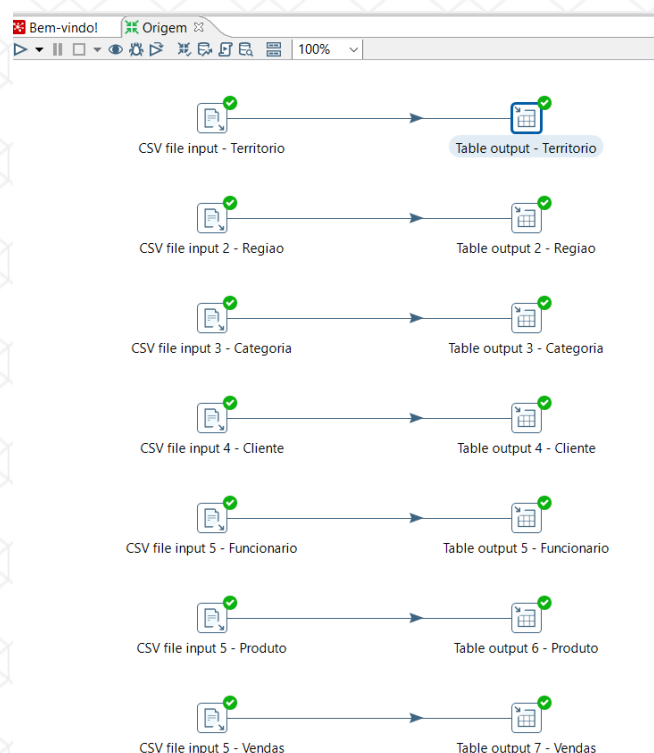 Bem-vindo! Origem
100%
CSV file input - Territorio Table output - Territorio
CSV file input 2 - Regiao Table output 2 - Regiao
CSV file input 3 - Categoria Table output 3 - Categoria
CSV file input 4 - Cliente Table output 4 - Cliente
CSV file input 5 - Funcionario Table output 5 - Funcionario
CSV file input 5 - Produto Table output 6 - Produto
CSV file input 5 - Vendas Table output 7 - Vendas